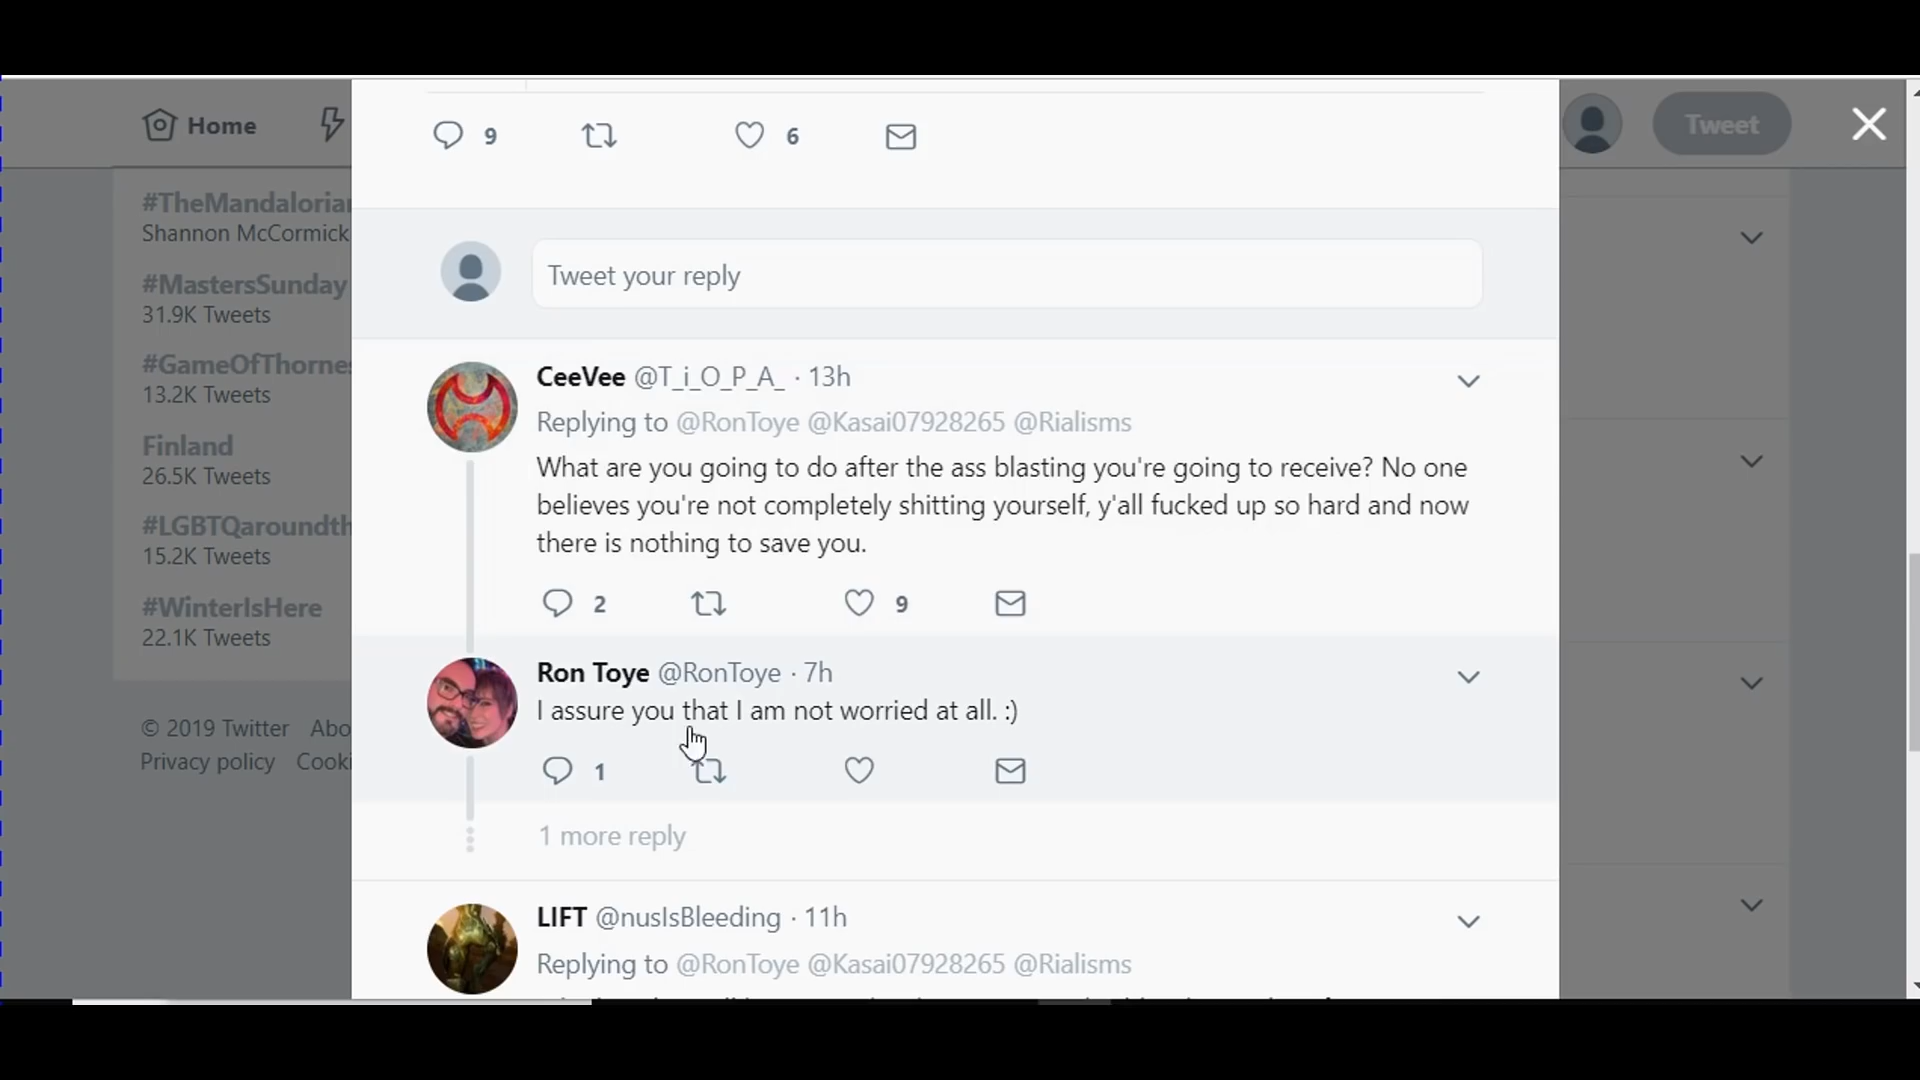 9 6
Home
Tweet
#TheMandalorian
Shannon McCormick
#MastersSunday
31.9K Tweets
#GameOfThornes
13.2K Tweets
Finland
26.5K Tweets
#LGBTQaroundth
15.2K Tweets
#WinterIsHere
22.1K Tweets
© 2019 Twitter Abo
Privacy policy Cooki
Tweet your reply
CeeVee @T_i_O_P_A_ · 13h
Replying to @RonToye @Kasai07928265 @Rialisms
What are you going to do after the ass blasting you're going to receive? No one
believes you're not completely shitting yourself, y'all fucked up so hard and now
there is nothing to save you.
2 9
Ron Toye @RonToye · 7h
I assure you that I am not worried at all. :)
1
1 more reply
LIFT @nusIsBleeding · 11h
Replying to @RonToye @Kasai07928265 @Rialisms